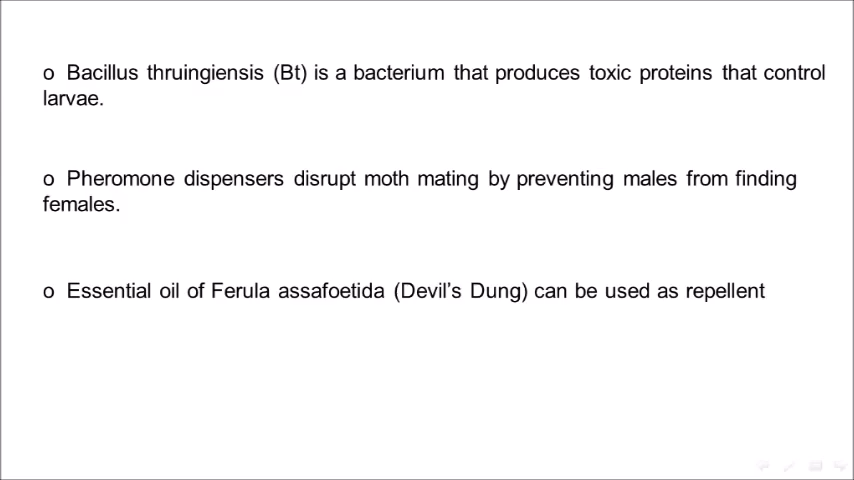 o Bacillus thruingiensis (Bt) is a bacterium that produces toxic proteins that control
larvae.
o Pheromone dispensers disrupt moth mating by preventing males from finding
females.
o Essential oil of Ferula assafoetida (Devil's Dung) can be used as repellent